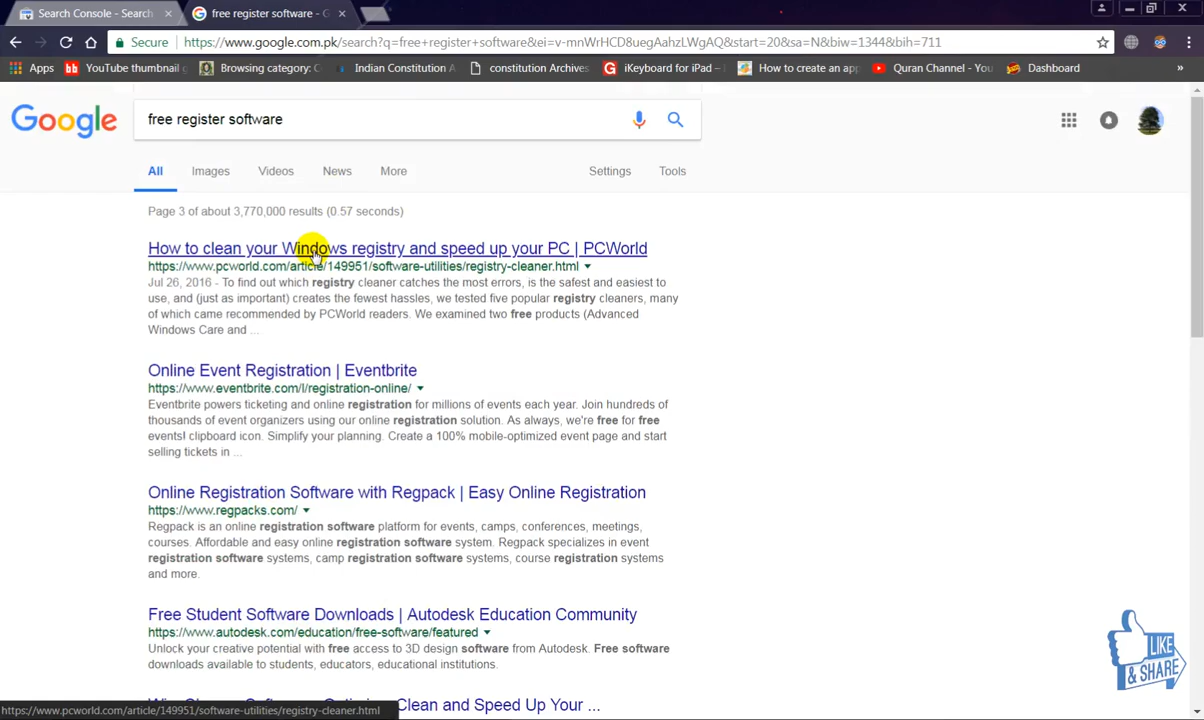 Search Console - Search
free register software - G
Secure
https://www.google.com.pk/search?q=free+register+software&ei=v-mnWrHCD8uegAahzLWgAQ&start=20&sa=N&biw=1344&bih=711
Apps
YouTube thumbnail g
Browsing category: C
Indian Constitution A
constitution Archives
iKeyboard for iPad –
How to create an app
Quran Channel - You
Dashboard
»
Google
free register software
All
Images
Videos
News
More
Settings
Tools
Page 3 of about 3,770,000 results (0.57 seconds)
How to clean your Windows registry and speed up your PC | PCWorld
https://www.pcworld.com/article/149951/software-utilities/registry-cleaner.html
Jul 26, 2016 - To find out which registry cleaner catches the most errors, is the safest and easiest to
use, and (just as important) creates the fewest hassles, we tested five popular registry cleaners, many
of which came recommended by PCWorld readers. We examined two free products (Advanced
Windows Care and ...
Online Event Registration | Eventbrite
https://www.eventbrite.com/l/registration-online/
Eventbrite powers ticketing and online registration for millions of events each year. Join hundreds of
thousands of event organizers using our online registration solution. As always, we're free for free
events! clipboard icon. Simplify your planning. Create a 100% mobile-optimized event page and start
selling tickets in ...
Online Registration Software with Regpack | Easy Online Registration
https://www.regpacks.com/
Regpack is an online registration software platform for events, camps, conferences, meetings,
courses. Affordable and easy online registration software system. Regpack specializes in event
registration software systems, camp registration software systems, course registration systems
and more.
Free Student Software Downloads | Autodesk Education Community
https://www.autodesk.com/education/free-software/featured
Unlock your creative potential with free access to 3D design software from Autodesk. Free software
downloads available to students, educators, educational institutions.
Clean and Speed Up Your ...
https://www.pcworld.com/article/149951/software-utilities/registry-cleaner.html
LIKE
& SHARE